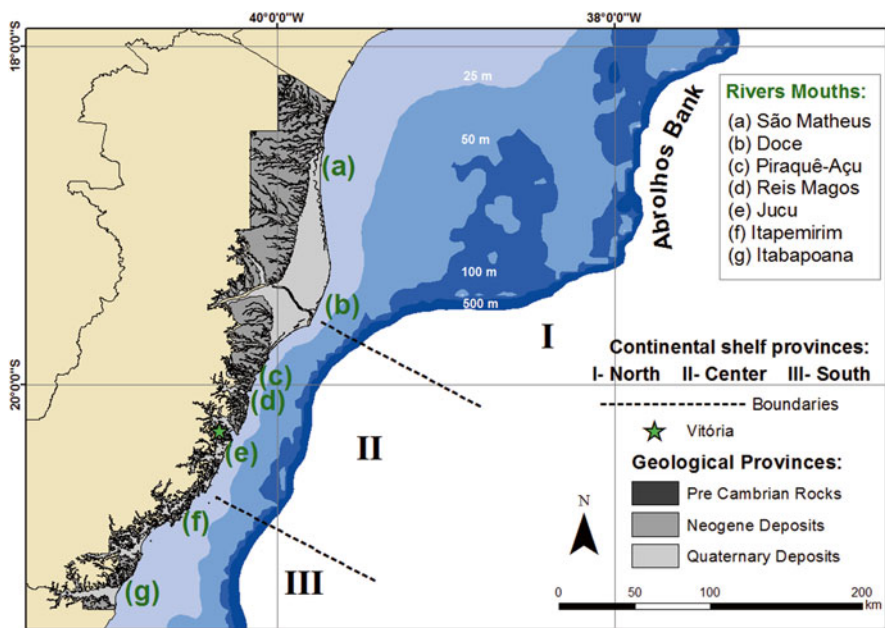 40°0'0"W
38°0'0"W
18°0'0"S
20°0'0"S
25 m
50 m
100 m
500 m
Abrolhos Bank
(a)
(b)
(c)
(d)
(e)
(f)
(g)
I
II
III
Rivers Mouths:
(a) São Matheus
(b) Doce
(c) Piraquê-Açu
(d) Reis Magos
(e) Jucu
(f) Itapemirim
(g) Itabapoana
Continental shelf provinces:
I- North II- Center III- South
Boundaries
Vitória
Geological Provinces:
Pre Cambrian Rocks
Neogene Deposits
Quaternary Deposits
N
0 50 100 200
km